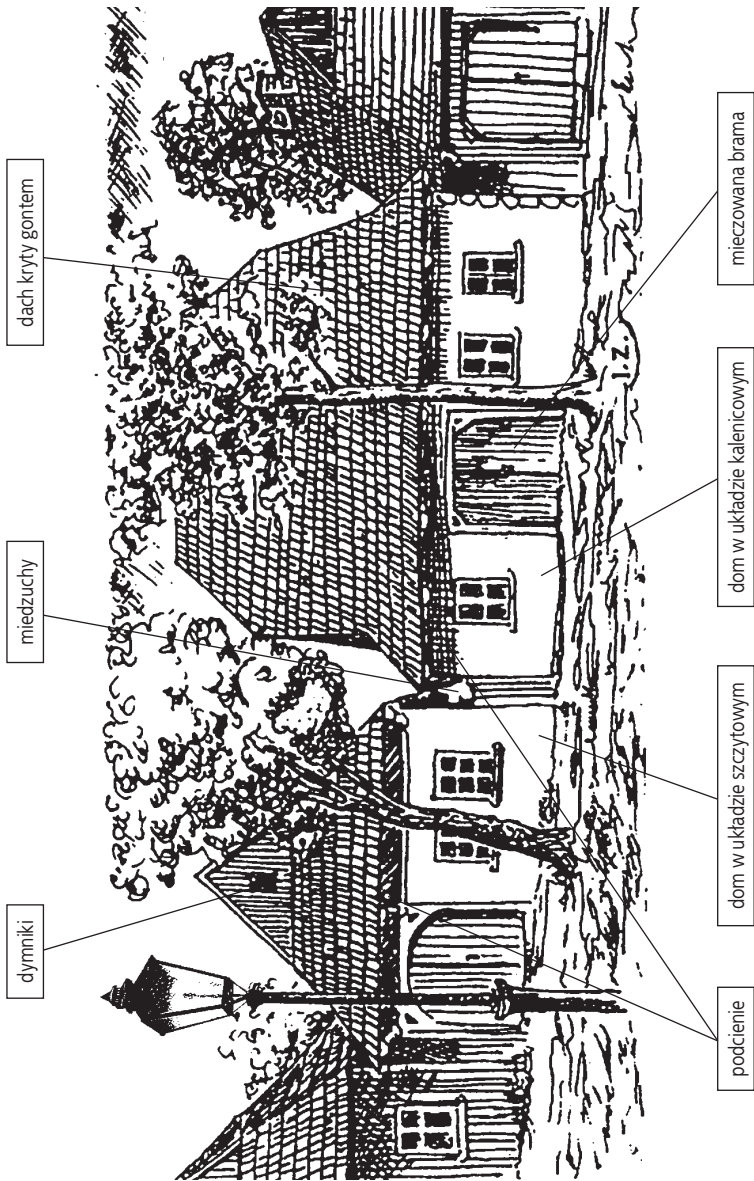 dymniki
miedzuchy
dach kryty gontem
podcienie
dom w układzie szczytowym
dom w układzie kalenicowym
mieczowana brama
J.Z.